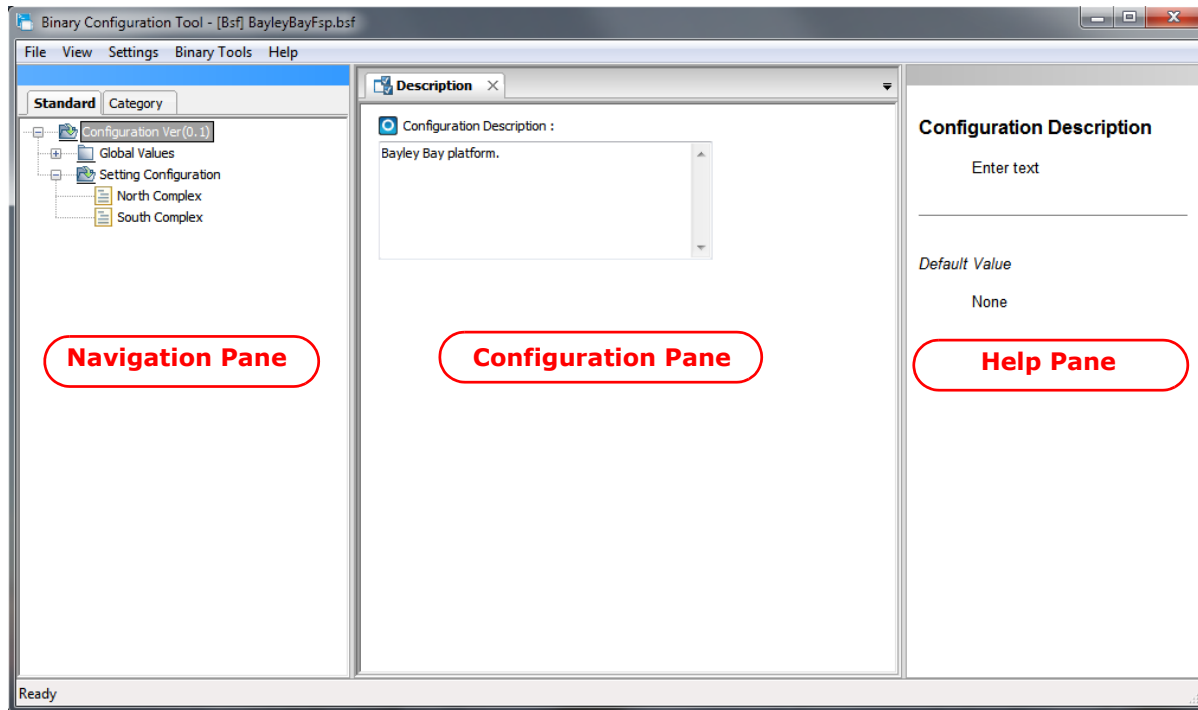 Binary Configuration Tool - [Bsf] BayleyBayFsp.bsf
File View Settings Binary Tools Help
Standard Category
Configuration Ver(0.1)
Global Values
Setting Configuration
North Complex
South Complex
Navigation Pane
Description
Configuration Description :
Bayley Bay platform.
Configuration Pane
Configuration Description
Enter text
Default Value
None
Help Pane
Ready